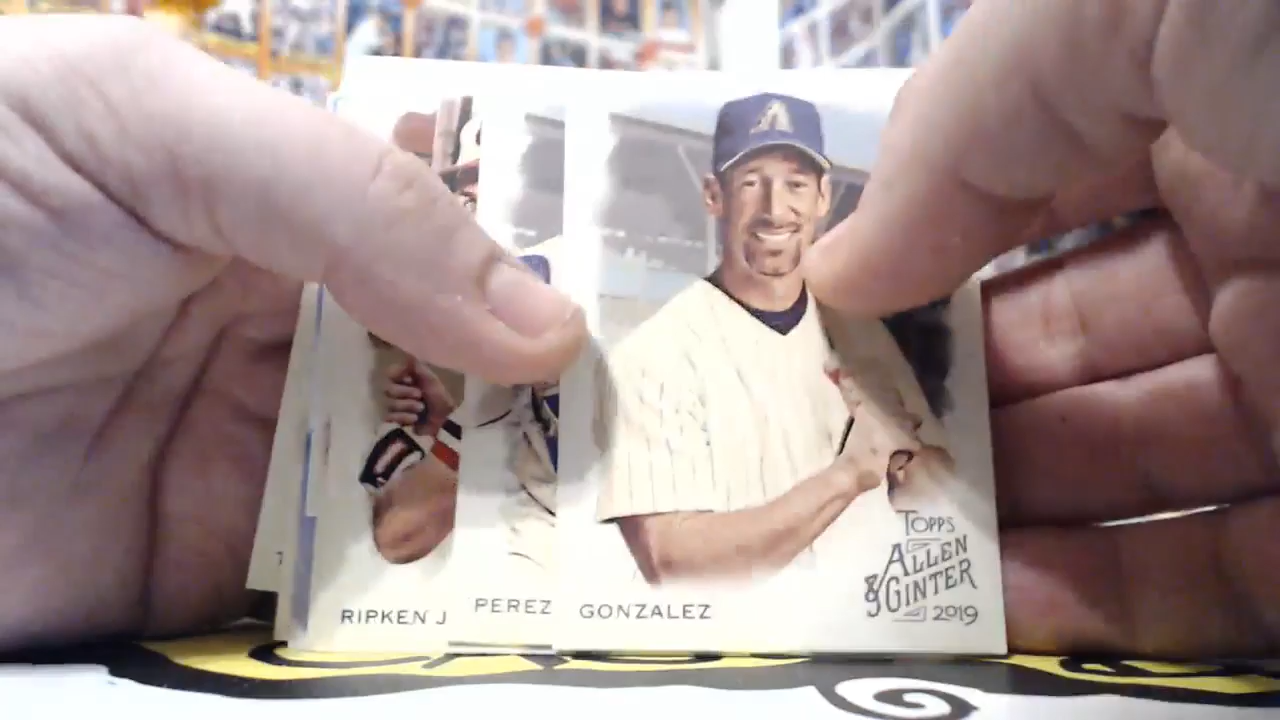 RIPKEN J
PEREZ
GONZALEZ
A
TOPPS
ALLEN
& GINTER
2019